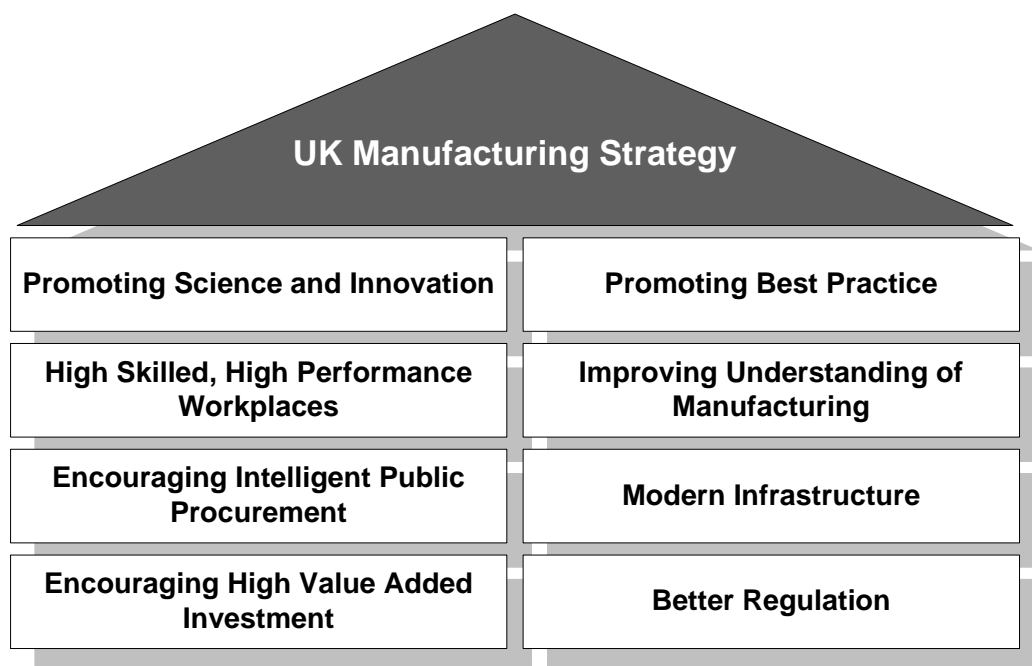 UK Manufacturing Strategy
Promoting Science and Innovation
Promoting Best Practice
High Skilled, High Performance
Workplaces
Improving Understanding of
Manufacturing
Encouraging Intelligent Public
Procurement
Modern Infrastructure
Encouraging High Value Added
Investment
Better Regulation